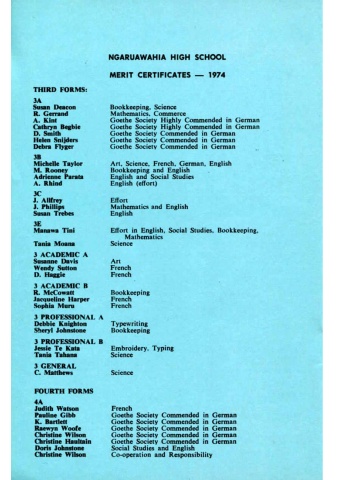 NGARUAWAHIA HIGH SCHOOL
MERIT CERTIFICATES — 1974
THIRD FORMS:
3A
Susan Deacon Bookkeeping, Science
R. Gerrand Mathematics, Commerce
A. Kint Goethe Society Highly Commended in German
Cathryn Begbie Goethe Society Highly Commended in German
D. Smith Goethe Society Commended in German
Helen Snijders Goethe Society Commended in German
Debra Flyger Goethe Society Commended in German
3B
Michelle Taylor Art, Science, French, German, English
M. Rooney Bookkeeping and English
Adrienne Parata English and Social Studies
A. Rhind English (effort)
3C
J. Allfrey Effort
J. Phillips Mathematics and English
Susan Trebes English
3E
Manawa Tini Effort in English, Social Studies, Bookkeeping,
Mathematics
Tania Moana Science
3 ACADEMIC A
Susanne Davis Art
Wendy Sutton French
D. Haggie French
3 ACADEMIC B
R. McCowatt Bookkeeping
Jacqueline Harper French
Sophia Muru French
3 PROFESSIONAL A
Debbie Knighton Typewriting
Sheryl Johnstone Bookkeeping
3 PROFESSIONAL B
Jessie Te Kata Embroidery, Typing
Tania Tahana Science
3 GENERAL
C. Matthews Science
FOURTH FORMS
4A
Judith Watson French
Pauline Gibb Goethe Society Commended in German
K. Bartlett Goethe Society Commended in German
Raewyn Woofe Goethe Society Commended in German
Christine Wilson Goethe Society Commended in German
Christine Haultain Goethe Society Commended in German
Doris Johnstone Social Studies and English
Christine Wilson Co-operation and Responsibility